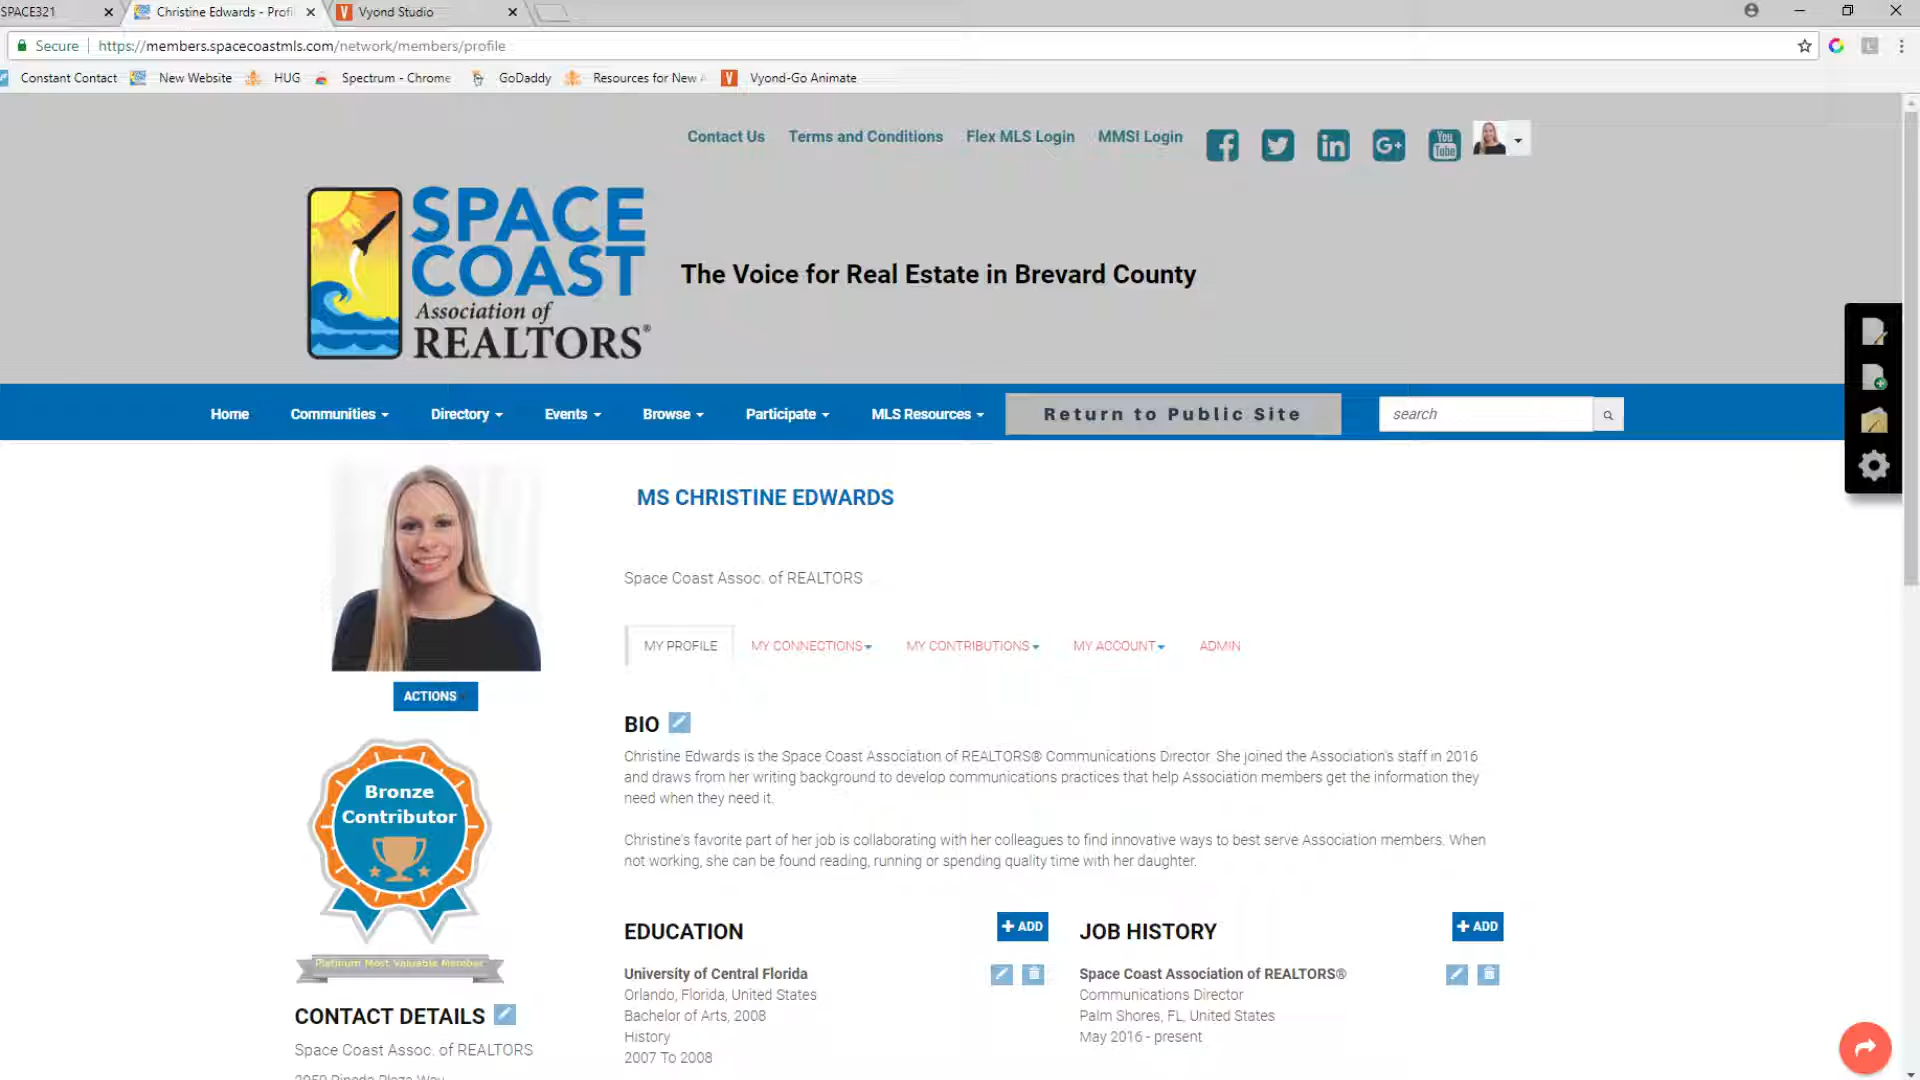 SPACE321
Christine Edwards - Profi
Vyond Studio
Secure
https://members.spacecoastmls.com/network/members/profile
Constant Contact
New Website
HUG
Spectrum - Chrome
GoDaddy
Resources for New
Vyond-Go Animate
Contact Us
Terms and Conditions
Flex MLS Login
MMSI Login
You
Tube
SPACE
COAST
Association of
REALTORS®
The Voice for Real Estate in Brevard County
Home
Communities
Directory
Events
Browse
Participate
MLS Resources
Return to Public Site
search
MS CHRISTINE EDWARDS
Space Coast Assoc. of REALTORS
MY PROFILE
MY CONNECTIONS
MY CONTRIBUTIONS
MY ACCOUNT
ADMIN
ACTIONS
BIO
Christine Edwards is the Space Coast Association of REALTORS® Communications Director. She joined the Association's staff in 2016
and draws from her writing background to develop communications practices that help Association members get the information they
need when they need it.
Christine's favorite part of her job is collaborating with her colleagues to find innovative ways to best serve Association members. When
not working, she can be found reading, running or spending quality time with her daughter.
Bronze
Contributor
Platinum Most Valuable Member
CONTACT DETAILS
Space Coast Assoc. of REALTORS
EDUCATION
+ ADD
University of Central Florida
Orlando, Florida, United States
Bachelor of Arts, 2008
History
2007 To 2008
JOB HISTORY
+ ADD
Space Coast Association of REALTORS®
Communications Director
Palm Shores, FL, United States
May 2016 - present